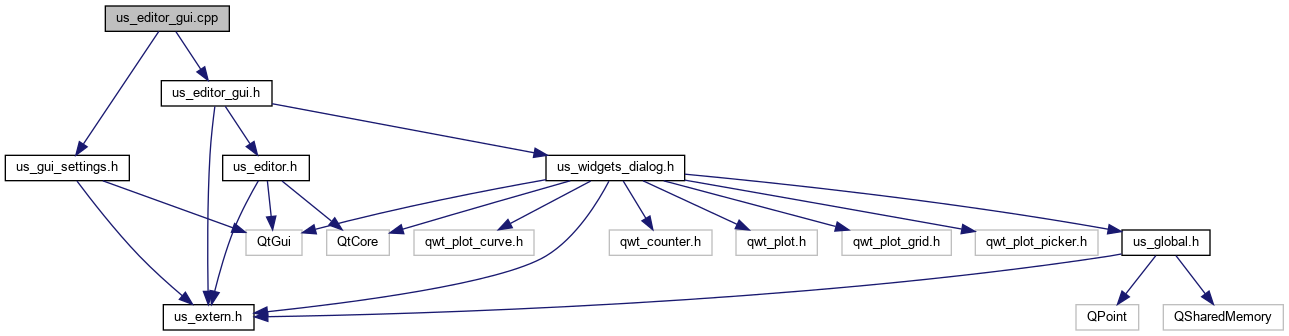 us_editor_gui.cpp
us_editor_gui.h
us_gui_settings.h
us_editor.h
us_widgets_dialog.h
QtGui
QtCore
qwt_plot_curve.h
qwt_counter.h
qwt_plot.h
qwt_plot_grid.h
qwt_plot_picker.h
us_global.h
us_extern.h
QPoint
QSharedMemory